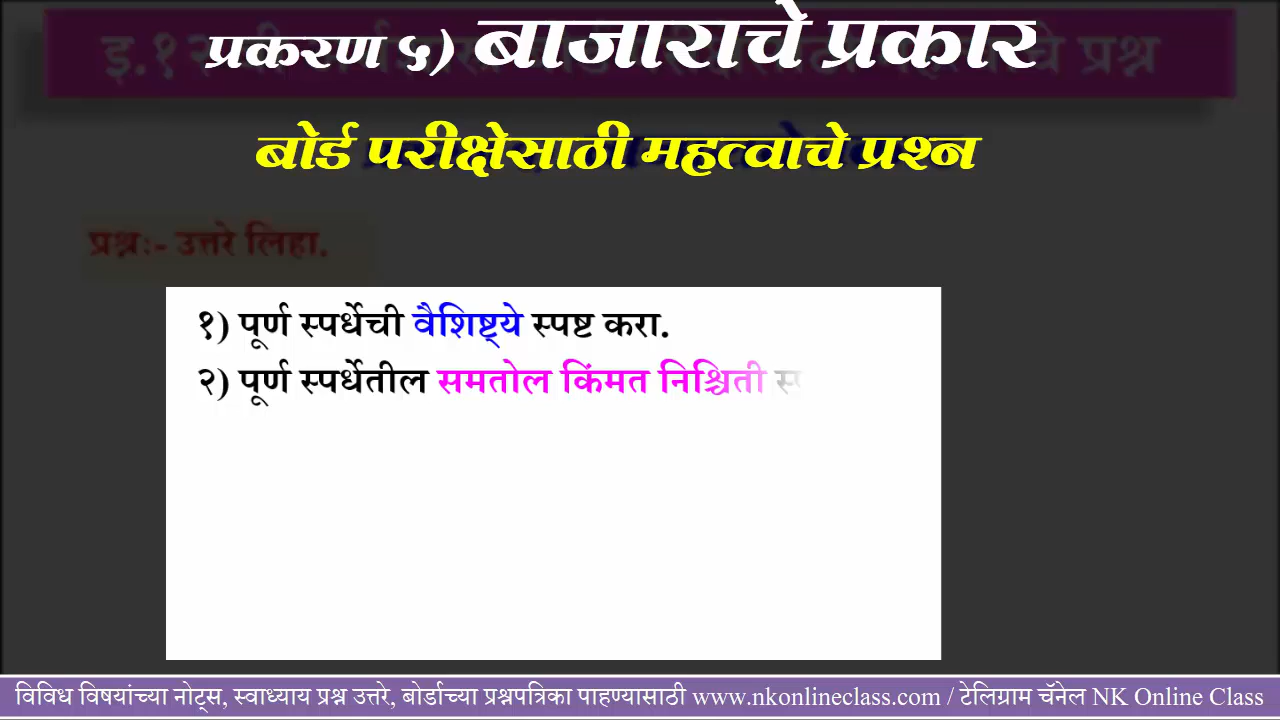 प्रकरण ५) बाजाराचे प्रकार
बोर्ड परीक्षेसाठी महत्वाचे प्रश्न
प्रश्न:- उत्तरे लिहा.
१) पूर्ण स्पर्धेची वैशिष्ट्ये स्पष्ट करा.
२) पूर्ण स्पर्धेतील समतोल किंमत निश्चिती
विविध विषयांच्या नोट्स, स्वाध्याय प्रश्न उत्तरे, बोर्डाच्या प्रश्नपत्रिका पाहण्यासाठी www.nkonlineclass.com / टेलिग्राम चॅनेल NK Online Class